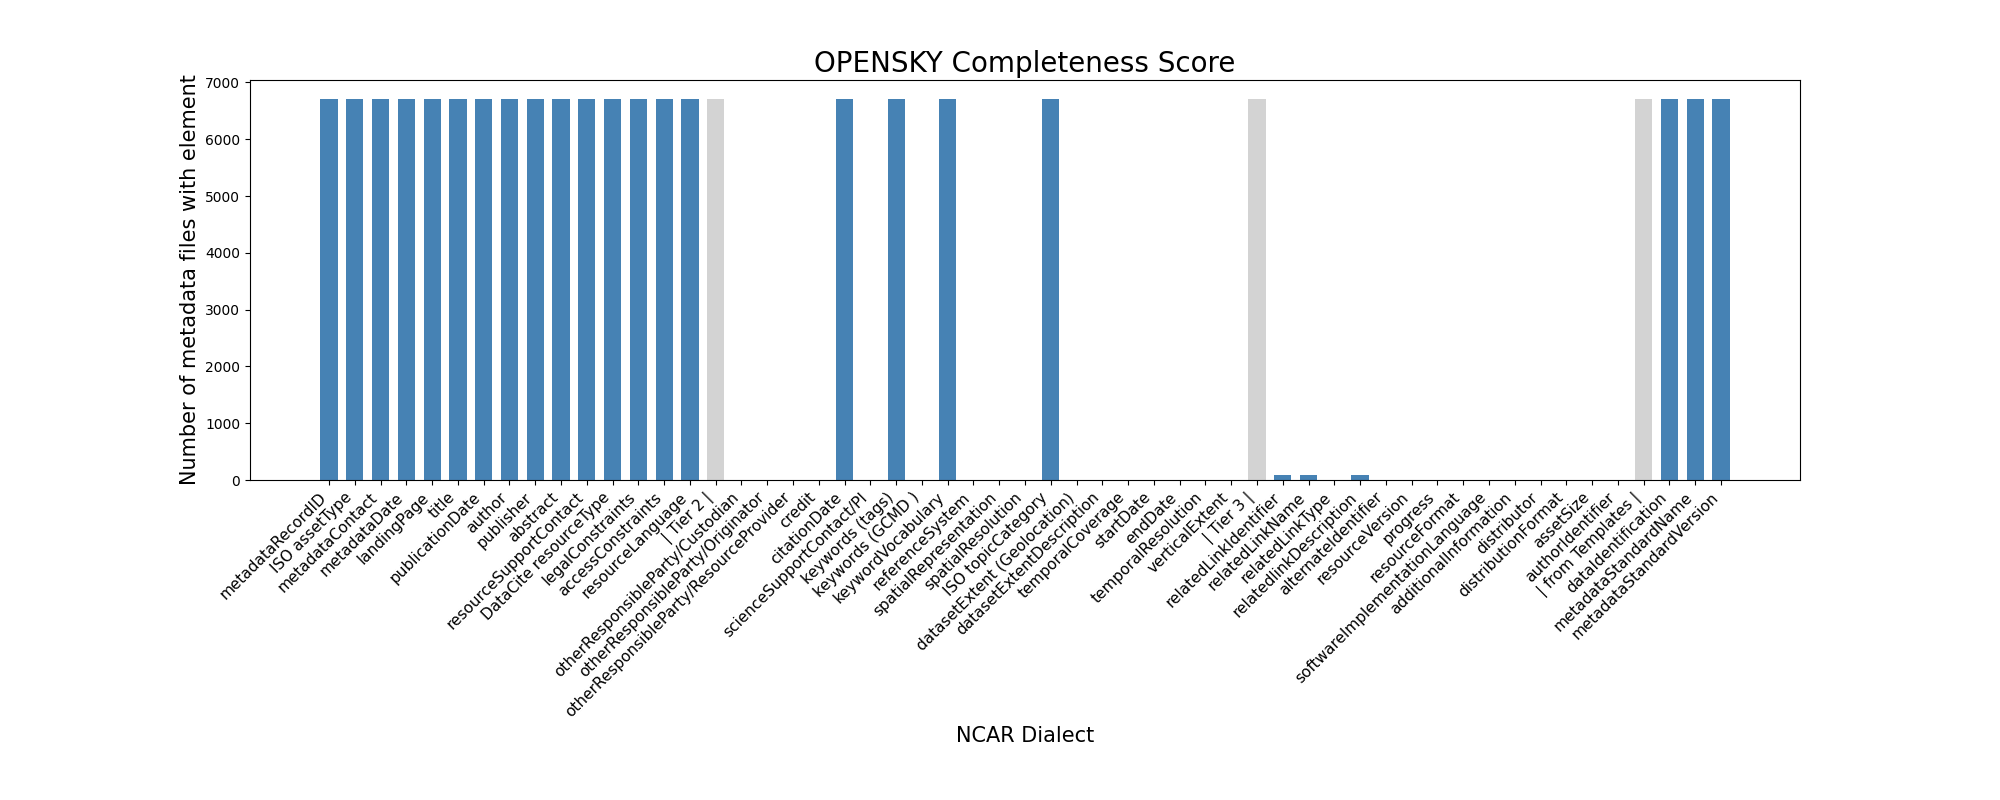 OPENSKY Completeness Score
Number of metadata files with element
7000
6000
5000
4000
3000
2000
1000
0
metadataRecordID
ISO assetType
metadataContact
metadataDate
landingPage
title
publicationDate
author
publisher
abstract
resourceSupportContact
DataCite resourceType
legalConstraints
accessConstraints
resourceLanguage
| Tier 2 |
otherResponsibleParty/Custodian
otherResponsibleParty/Originator
otherResponsibleParty/ResourceProvider
credit
citationDate
scienceSupportContact/PI
keywords (tags)
keywords (GCMD )
keywordVocabulary
referenceSystem
spatialRepresentation
spatialResolution
ISO topicCategory
datasetExtent (Geolocation)
datasetExtentDescription
temporalCoverage
startDate
endDate
temporalResolution
verticalExtent
| Tier 3 |
relatedLinkIdentifier
relatedLinkName
relatedLinkType
relatedlinkDescription
alternateIdentifier
resourceVersion
progress
resourceFormat
softwareImplementationLanguage
additionalInformation
distributor
distributionFormat
assetSize
authorIdentifier
| from Templates |
dataIdentification
metadataStandardName
metadataStandardVersion
NCAR Dialect